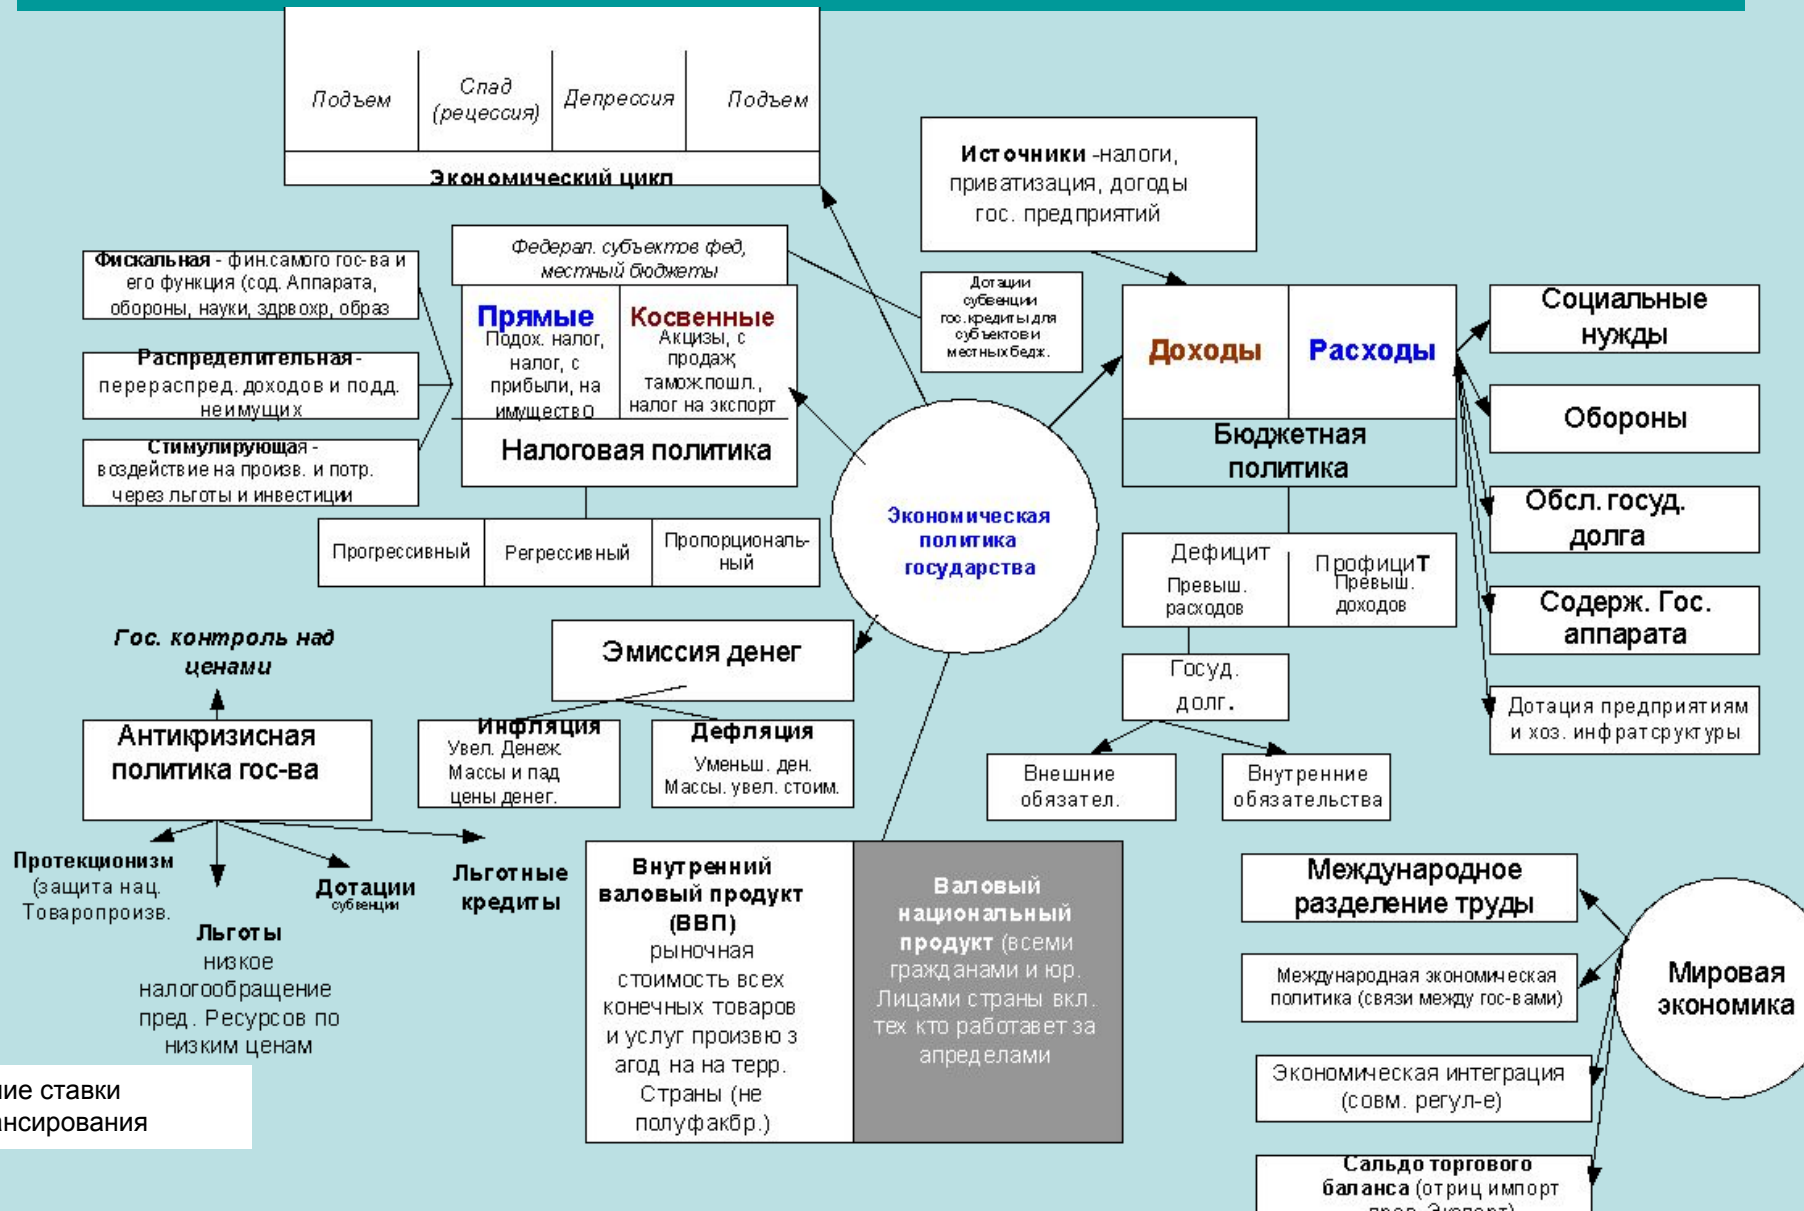 Подъем
Спад
(рецессия)
Депрессия
Подъем
Экономический цикл
Источники -налоги,
приватизация, догоды
гос. предприятий
Федерал. субъектов фед,
местный бюджеты
Фискальная - фин.самого гос-ва и
его функция (сод. Аппарата,
обороны, науки, здрвохр, образ
Распределительная-
перераспред. доходов и подд.
неимущих
Стимулирующая -
воздействие на произв. и потр.
через льготы и инвестиции
Прямые
Подох. налог,
налог, с
прибыли, на
имущество
Косвенные
Акцизы, с
продаж,
тамож.пошл.,
налог на экспорт
Налоговая политика
Прогрессивный
Регрессивный
Пропорциональ-
ный
Дотации
субвенции
гос.кредиты для
субъектов и
местных бедж.
Доходы
Расходы
Бюджетная
политика
Социальные
нужды
Обороны
Обсл. госуд.
долга
Содерж. Гос.
аппарата
Дотация предприятиям
и хоз. инфратсруктуры
Экономическая
политика
государства
Дефицит
Превыш.
расходов
Профицит
Превыш.
доходов
Госуд.
долг.
Внешние
обязател.
Внутренние
обязательства
Эмиссия денег
Инфляция
Увел. Денеж.
Массы и пад
цены денег.
Дефляция
Уменьш. ден.
Массы. увел. стоим.
Гос. контроль над
ценами
Антикризисная
политика гос-ва
Протекционизм
(защита нац.
Товаропроизв.
Льготы
низкое
налогообращение
пред. Ресурсов по
низким ценам
Дотации
субвенции
Льготные
кредиты
ние ставки
нсирования
Внутренний
валовый продукт
(ВВП)
рыночная
стоимость всех
конечных товаров
и услуг произвю з
агод на на терр.
Страны (не
полуфакбр.)
Валовый
национальный
продукт (всеми
гражданами и юр.
Лицами страны вкл.
тех кто работавет за
апределами
Международное
разделение труды
Международная экономическая
политика (связи между гос-вами)
Экономическая интеграция
(совм. регул-е)
Сальдо торгового
баланса (отриц импорт
Экспорт)
Мировая
экономика